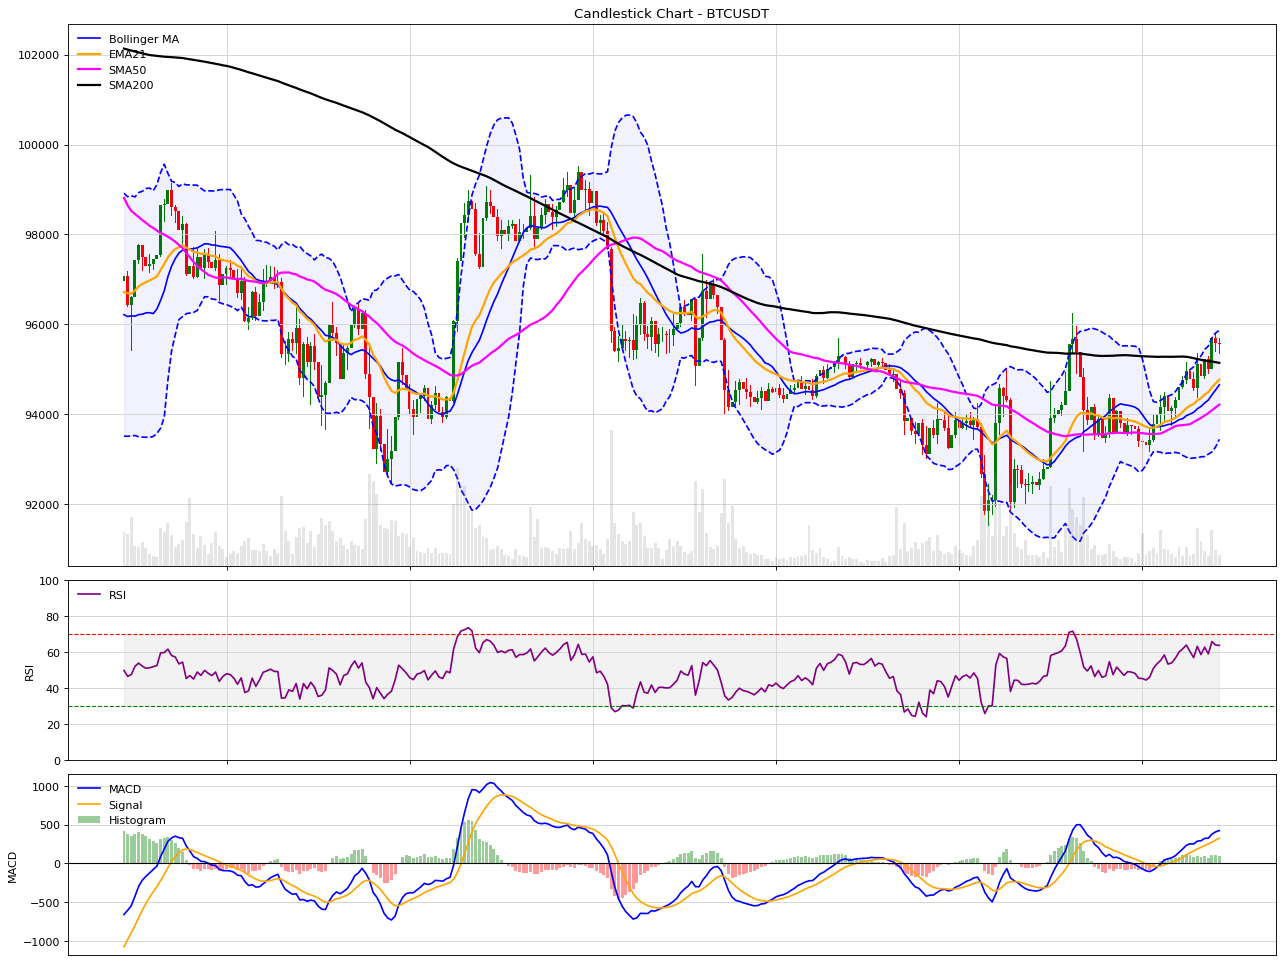 Candlestick Chart - BTCUSDT
Bollinger MA
EMA21
SMA50
SMA200
102000
100000
98000
96000
94000
92000
RSI
RSI
100
80
60
40
20
0
MACD
Signal
Histogram
MACD
1000
500
0
−500
−1000